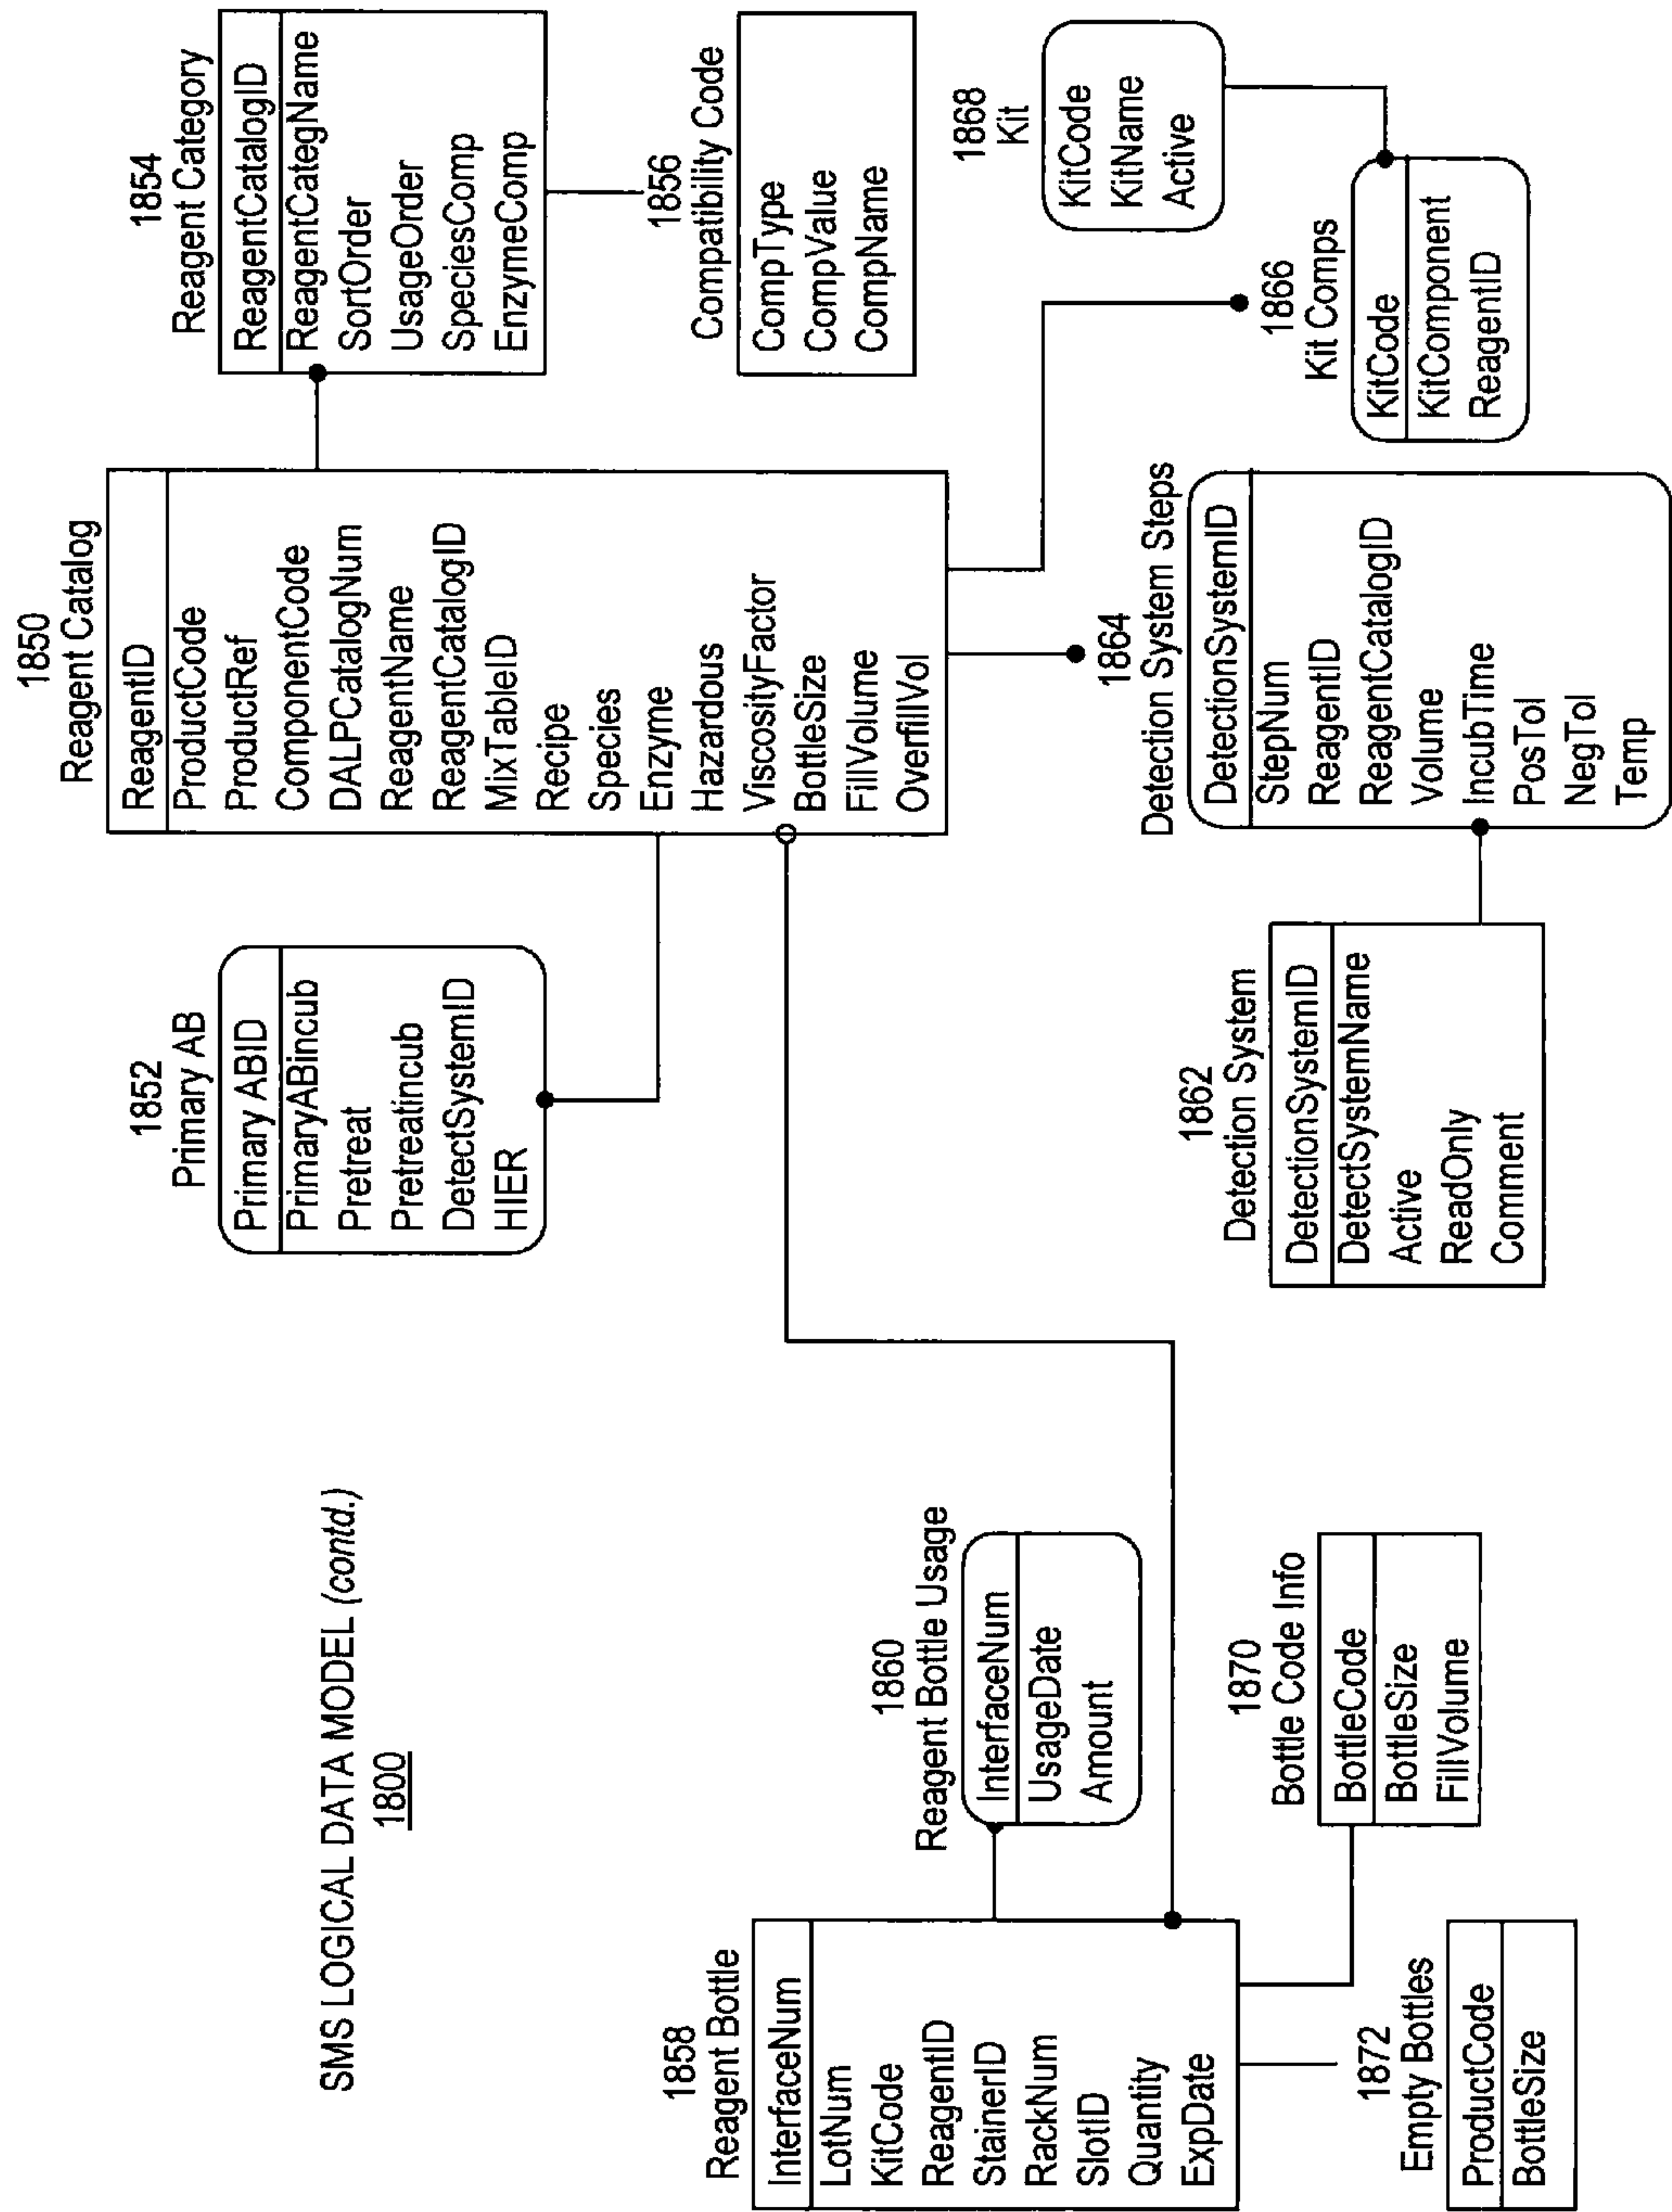 SMS LOGICAL DATA MODEL (contd.)
1800
1850
Reagent Catalog
ReagentID
ProductCode
ProductRef
ComponentCode
DALPCatalogNum
ReagentName
ReagentCatalogID
MixTableID
Recipe
Species
Enzyme
Hazardous
ViscosityFactor
BottleSize
FillVolume
OverfillVol
1852
Primary AB
Primary ABID
PrimaryABincub
Pretreat
Pretreatincub
DetectSystemID
HIER
1854
Reagent Category
ReagentCatalogID
ReagentCategName
SortOrder
UsageOrder
SpeciesComp
EnzymeComp
1856
Compatibility Code
CompType
CompValue
CompName
1858
Reagent Bottle
InterfaceNum
LotNum
KitCode
ReagentID
StainerID
RackNum
SlotID
Quantity
ExpDate
1860
Reagent Bottle Usage
InterfaceNum
UsageDate
Amount
1862
Detection System
DetectionSystemID
DetectSystemName
Active
ReadOnly
Comment
1864
Detection System Steps
DetectionSystemID
StepNum
ReagentID
ReagentCatalogID
Volume
IncubTime
PosTol
NegTol
Temp
1866
Kit Comps
KitCode
KitComponent
ReagentID
1868
Kit
KitCode
KitName
Active
1870
Bottle Code Info
BottleCode
BottleSize
FillVolume
1872
Empty Bottles
ProductCode
BottleSize